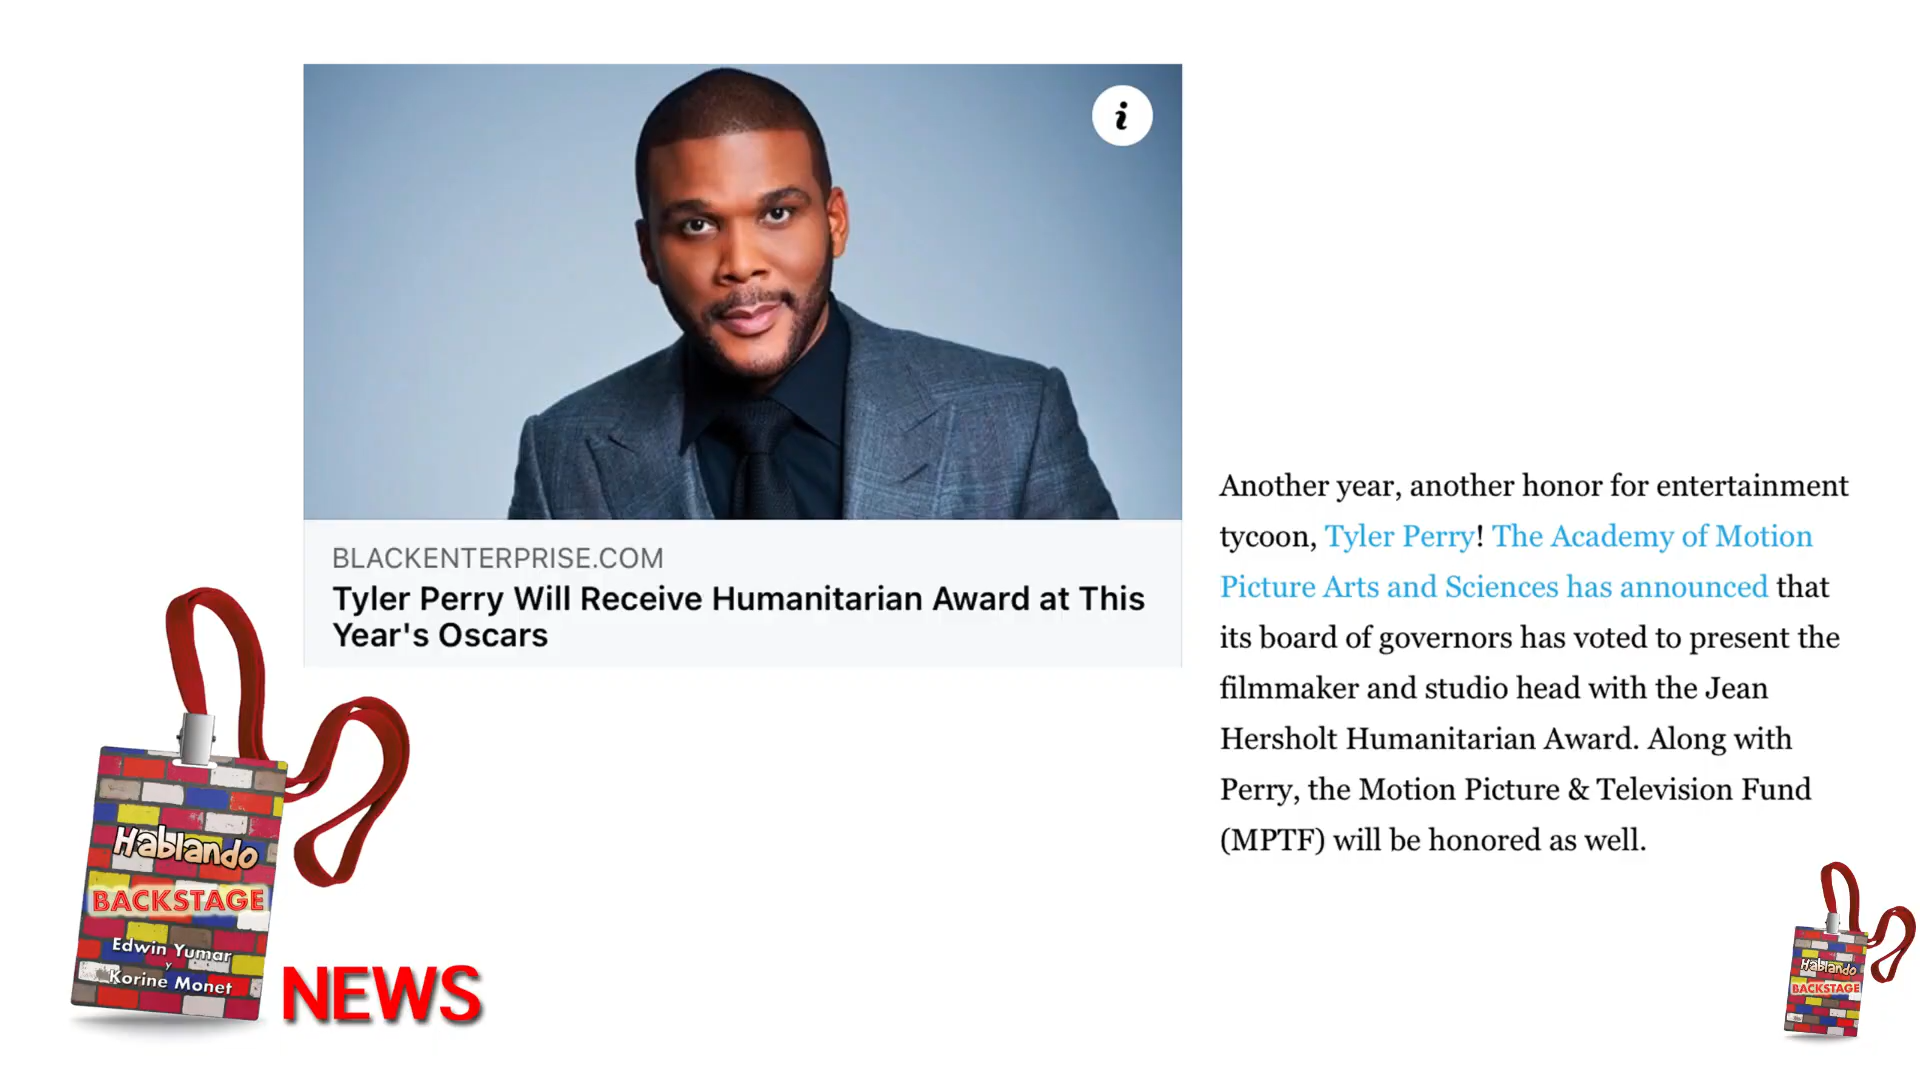 i
BLACKENTERPRISE.COM
Tyler Perry Will Receive Humanitarian Award at This
Year's Oscars
Another year, another honor for entertainment
tycoon, Tyler Perry! The Academy of Motion
Picture Arts and Sciences has announced that
its board of governors has voted to present the
filmmaker and studio head with the Jean
Hersholt Humanitarian Award. Along with
Perry, the Motion Picture & Television Fund
(MPTF) will be honored as well.
Hablando
BACKSTAGE
Edwin Yumar
y
Korine Monet
NEWS
Hablando
BACKSTAGE